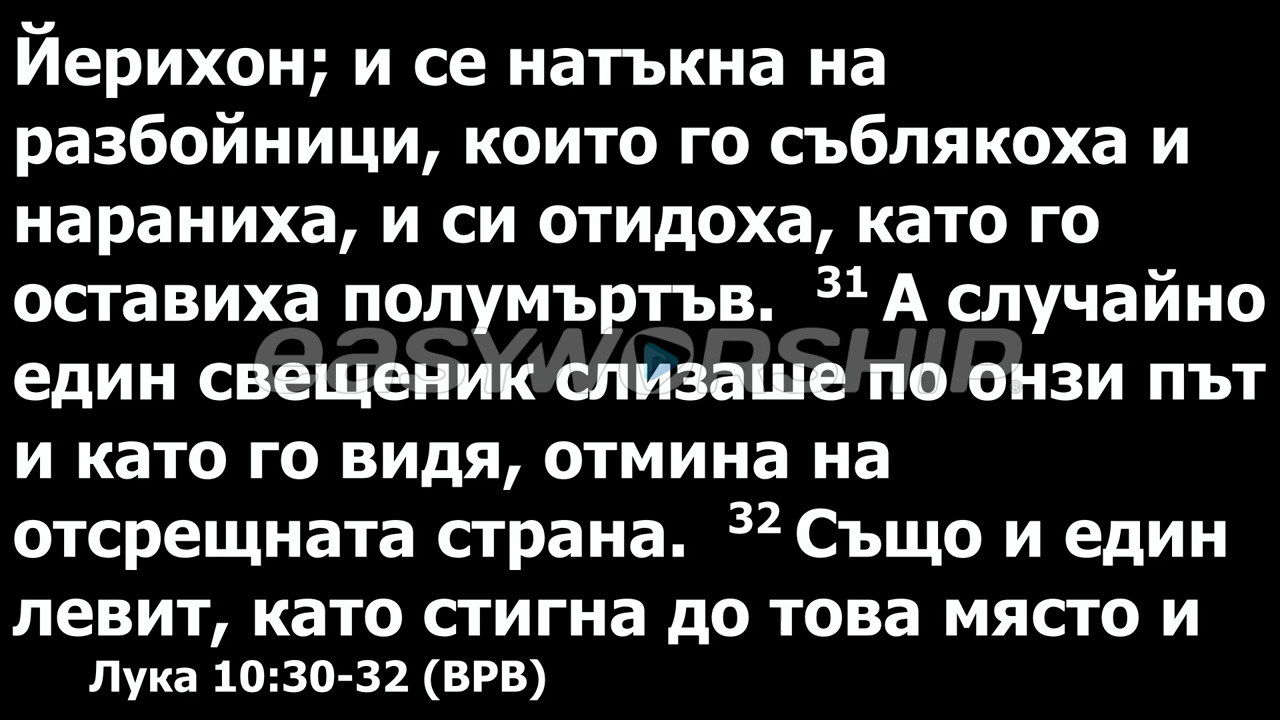 Йерихон; и се натъкна на
разбойници, които го съблякоха и
нараниха, и си отидоха, като го
оставиха полумъртъв. 31 А случайно
easyworship®
един свещеник слизаше по онзи път
и като го видя, отмина на
отсрещната страна. 32 Също и един
левит, като стигна до това място и
Лука 10:30-32 (ВРВ)